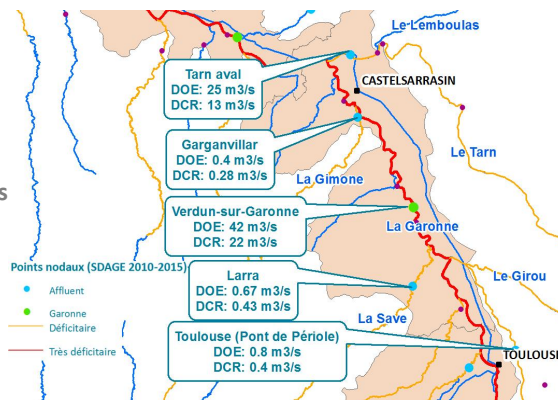 Le Lemboulas
Tarn aval
DOE: 25 m3/s
DCR: 13 m3/s
CASTELSARRASIN
Garganvillar
DOE: 0.4 m3/s
DCR: 0.28 m3/s
Le Tarn
La Gimone
s
Verdun-sur-Garonne
DOE: 42 m3/s
DCR: 22 m3/s
La Garonne
Points nodaux (SDAGE 2010-2015)
Affluent
Garonne
Déficitaire
Très déficitaire
Larra
DOE: 0.67 m3/s
DCR: 0.43 m3/s
Le Girou
La Save
Toulouse (Pont de Périole)
DOE: 0.8 m3/s
DCR: 0.4 m3/s
TOULOUSE